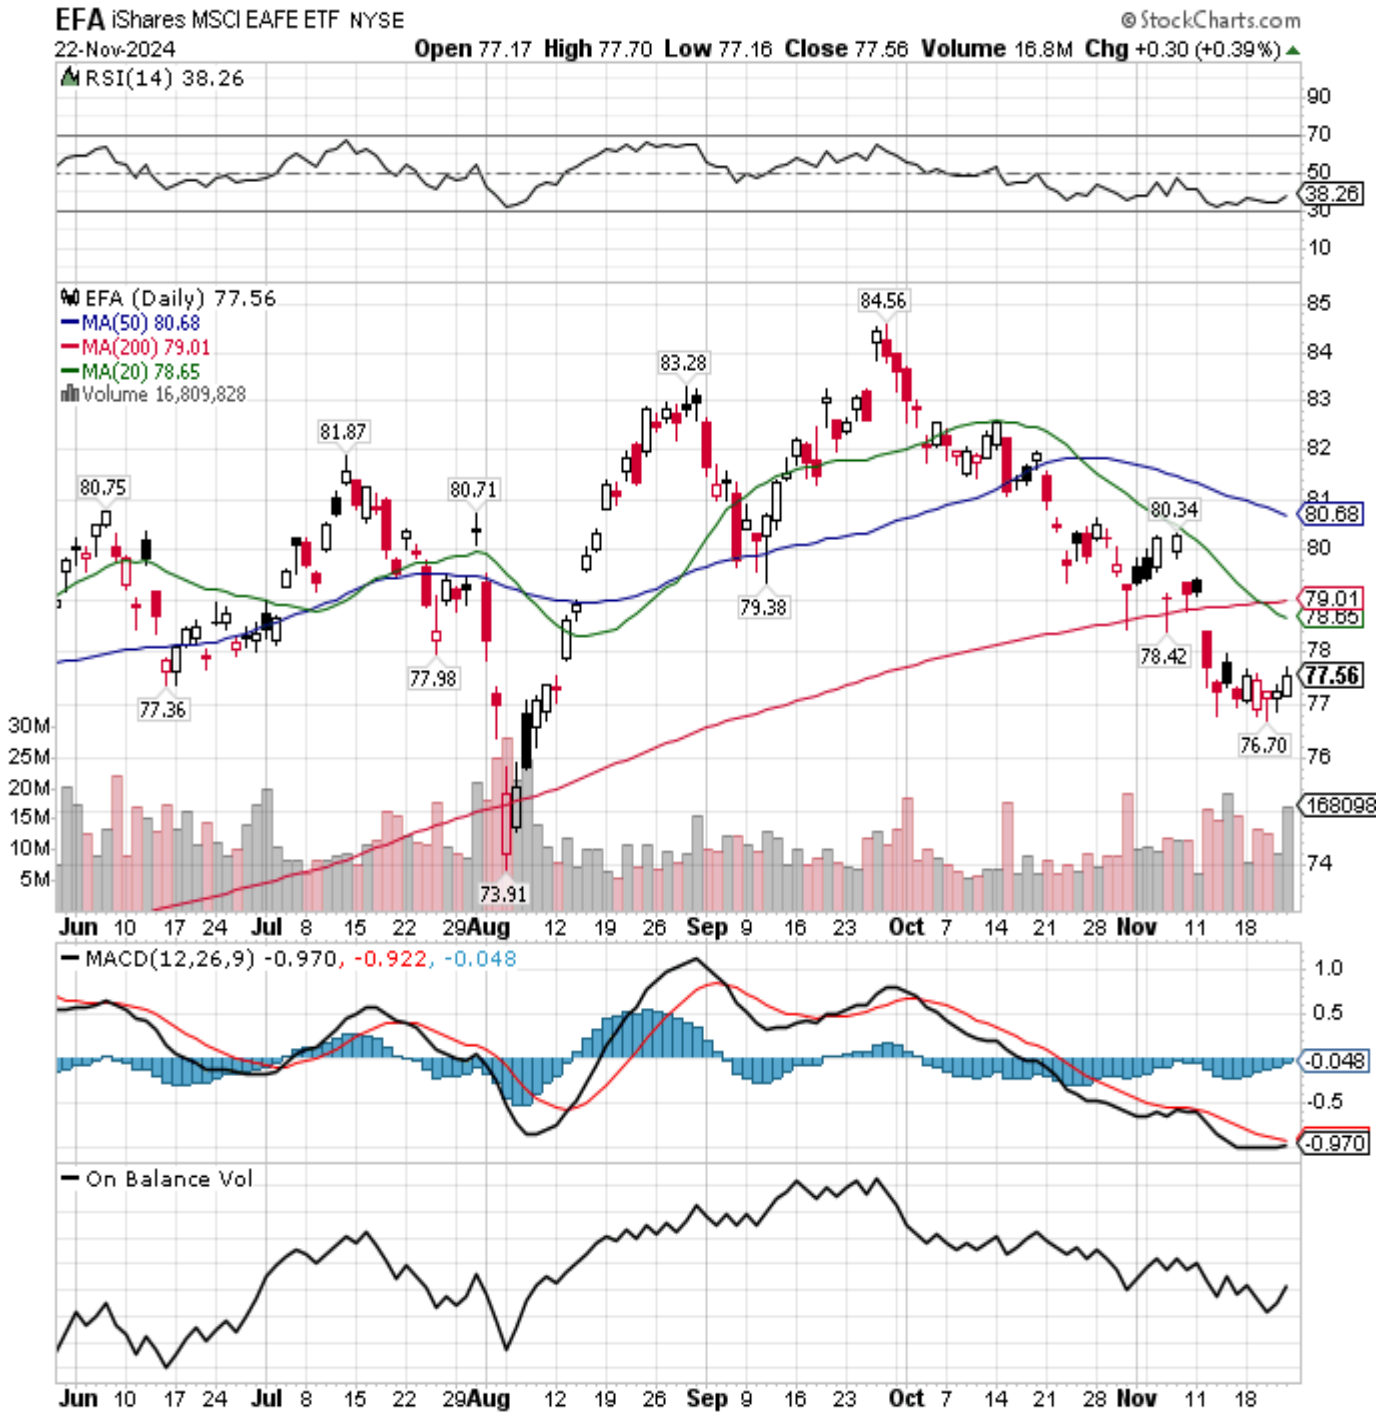 EFA iShares MSCI EAFE ETF NYSE
© StockCharts.com
22-Nov-2024
Open 77.17 High 77.70 Low 77.16 Close 77.56 Volume 16.8M Chg +0.30 (+0.39%)
RSI(14) 38.26
90
70
50
38.26
30
10
EFA (Daily) 77.56
MA(50) 80.68
MA(200) 79.01
MA(20) 78.65
Volume 16,809,828
84.56
83.28
81.87
80.75
80.71
80.34
79.38
78.42
77.98
77.36
76.70
73.91
85
84
83
82
81
80.68
80
79.01
78.65
78
77.56
77
76
168098
74
30M
25M
20M
15M
10M
5M
Jun 10 17 24 Jul 8 15 22 29 Aug 12 19 26 Sep 9 16 23 Oct 7 14 21 28 Nov 11 18
MACD(12,26,9) -0.970, -0.922, -0.048
1.0
0.5
-0.048
-0.5
-0.970
On Balance Vol
Jun 10 17 24 Jul 8 15 22 29 Aug 12 19 26 Sep 9 16 23 Oct 7 14 21 28 Nov 11 18